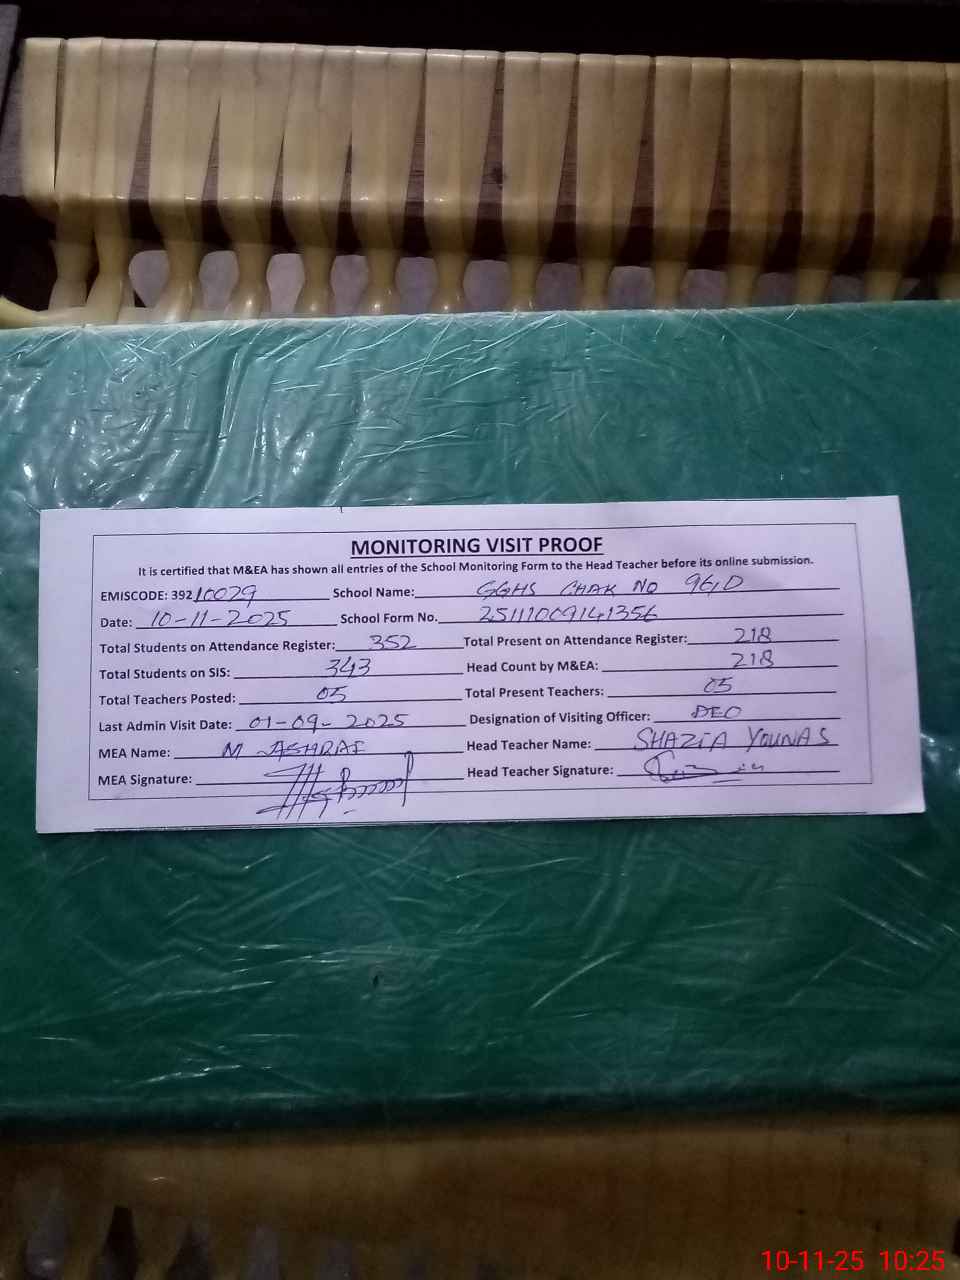 MONITORING VISIT PROOF
It is certified that M&EA has shown all entries of the School Monitoring Form to the Head Teacher before its online submission.
EMISCODE: 39210029 School Name: GGHS CHAK NO 96/D
Date: 10-11-2025 School Form No. 25111009141356
Total Students on Attendance Register: 352 Total Present on Attendance Register: 218
Total Students on SIS: 343 Head Count by M&EA: 218
Total Teachers Posted: 05 Total Present Teachers: 05
Last Admin Visit Date: 01-09-2025 Designation of Visiting Officer: DEO
MEA Name: M ASHRAF Head Teacher Name: SHAZIA YOUNAS
MEA Signature: Head Teacher Signature:
10-11-25 10:25